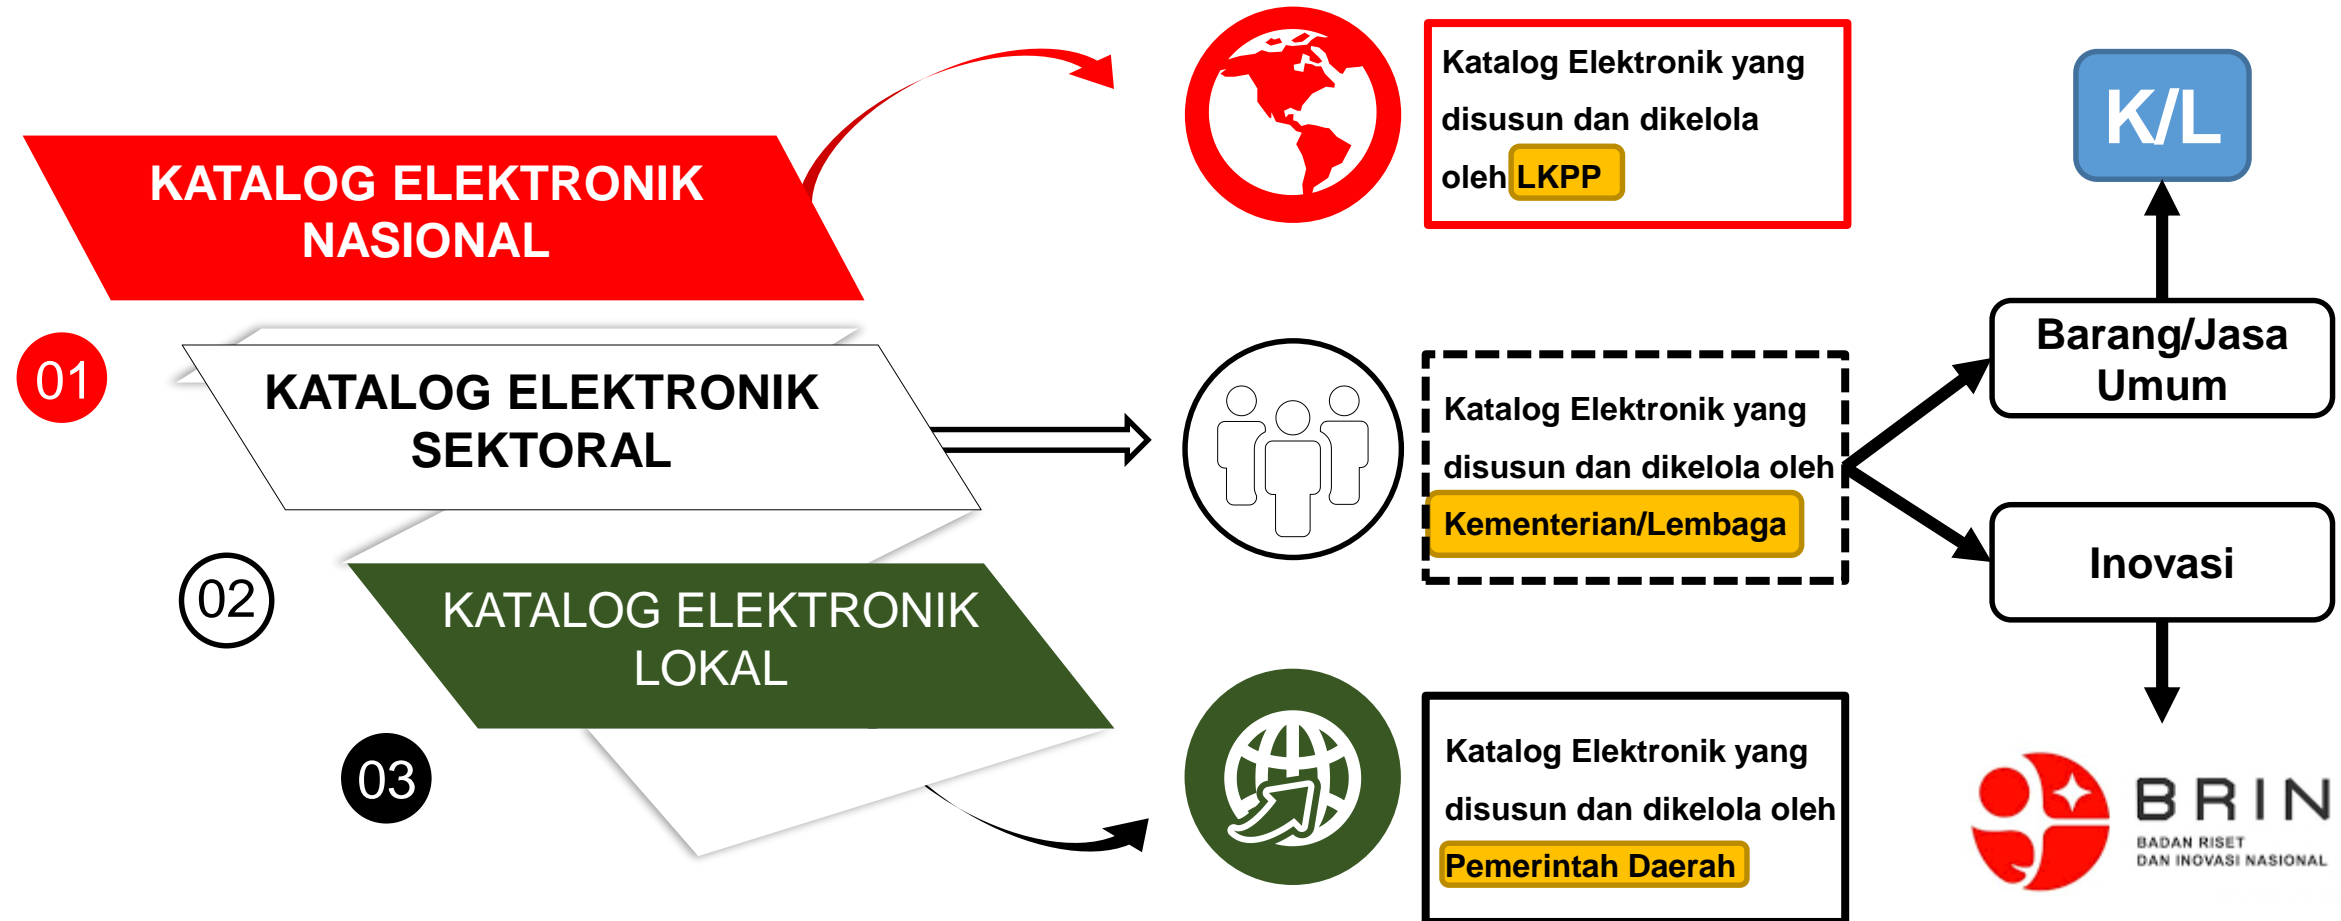 KATALOG ELEKTRONIK
NASIONAL
01
KATALOG ELEKTRONIK
SEKTORAL
02
KATALOG ELEKTRONIK
LOKAL
03
Katalog Elektronik yang
disusun dan dikelola
oleh LKPP
Katalog Elektronik yang
disusun dan dikelola oleh
Kementerian/Lembaga
Katalog Elektronik yang
disusun dan dikelola oleh
Pemerintah Daerah
K/L
Barang/Jasa
Umum
Inovasi
BRIN
BADAN RISET
DAN INOVASI NASIONAL